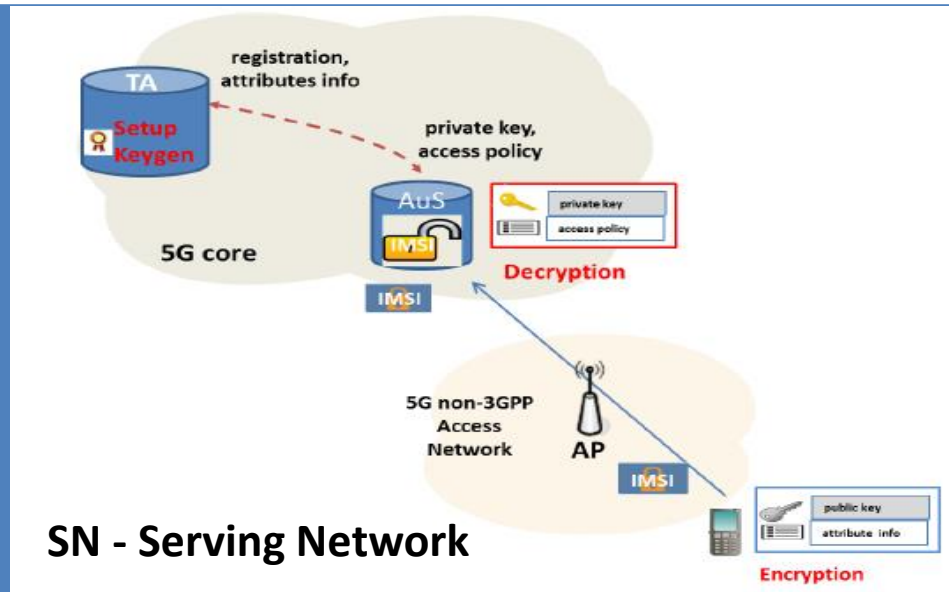 registration,
attributes info
TA
Setup
Keygen
private key,
access policy
AuS
IMSI
private key
access policy
Decryption
5G core
IMSI
5G non-3GPP
Access
Network
AP
IMSI
public key
attribute info
SN - Serving Network
Encryption